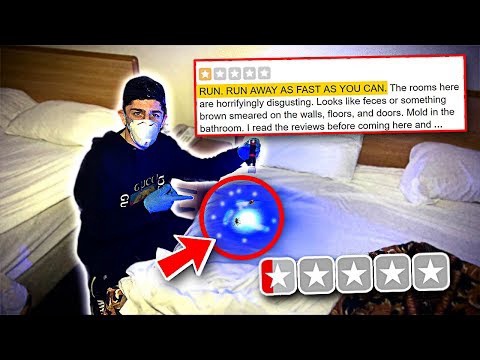 RUN. RUN AWAY AS FAST AS YOU CAN. The rooms here
are horrifyingly disgusting. Looks like feces or something
brown smeared on the walls, floors, and doors. Mold in the
bathroom. I read the reviews before coming here and ...
GUCCI